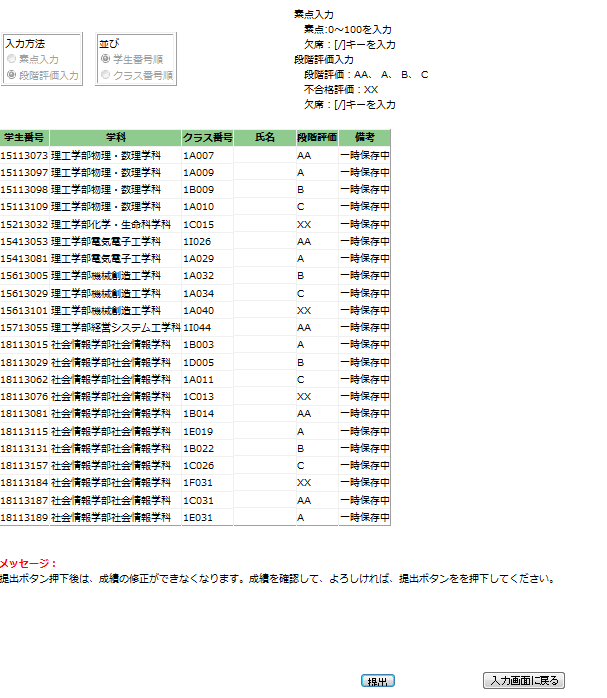 素点入力
素点:0～100を入力
欠席：[/]キーを入力
段階評価入力
段階評価：AA、 A、 B、 C
不合格評価：XX
欠席：[/]キーを入力
入力方法
素点入力
段階評価入力
並び
学生番号順
クラス番号順
学生番号 学科 クラス番号 氏名 段階評価 備考
15113073 理工学部物理・数理学科 1A007 AA 一時保存中
15113097 理工学部物理・数理学科 1A009 A 一時保存中
15113098 理工学部物理・数理学科 1B009 B 一時保存中
15113109 理工学部物理・数理学科 1A010 C 一時保存中
15213032 理工学部化学・生命科学科 1C015 XX 一時保存中
15413053 理工学部電気電子工学科 1I026 AA 一時保存中
15413081 理工学部電気電子工学科 1A029 A 一時保存中
15613005 理工学部機械創造工学科 1A032 B 一時保存中
15613029 理工学部機械創造工学科 1A034 C 一時保存中
15613101 理工学部機械創造工学科 1A040 XX 一時保存中
15713055 理工学部経営システム工学科 1I044 AA 一時保存中
18113015 社会情報学部社会情報学科 1B003 A 一時保存中
18113029 社会情報学部社会情報学科 1D005 B 一時保存中
18113062 社会情報学部社会情報学科 1A011 C 一時保存中
18113076 社会情報学部社会情報学科 1C013 XX 一時保存中
18113081 社会情報学部社会情報学科 1B014 AA 一時保存中
18113115 社会情報学部社会情報学科 1E019 A 一時保存中
18113131 社会情報学部社会情報学科 1B022 B 一時保存中
18113157 社会情報学部社会情報学科 1C026 C 一時保存中
18113184 社会情報学部社会情報学科 1F031 XX 一時保存中
18113187 社会情報学部社会情報学科 1C031 AA 一時保存中
18113189 社会情報学部社会情報学科 1E031 A 一時保存中
メッセージ：
提出ボタン押下後は、成績の修正ができなくなります。成績を確認して、よろしければ、提出ボタンをを押下してください。
提出
入力画面に戻る